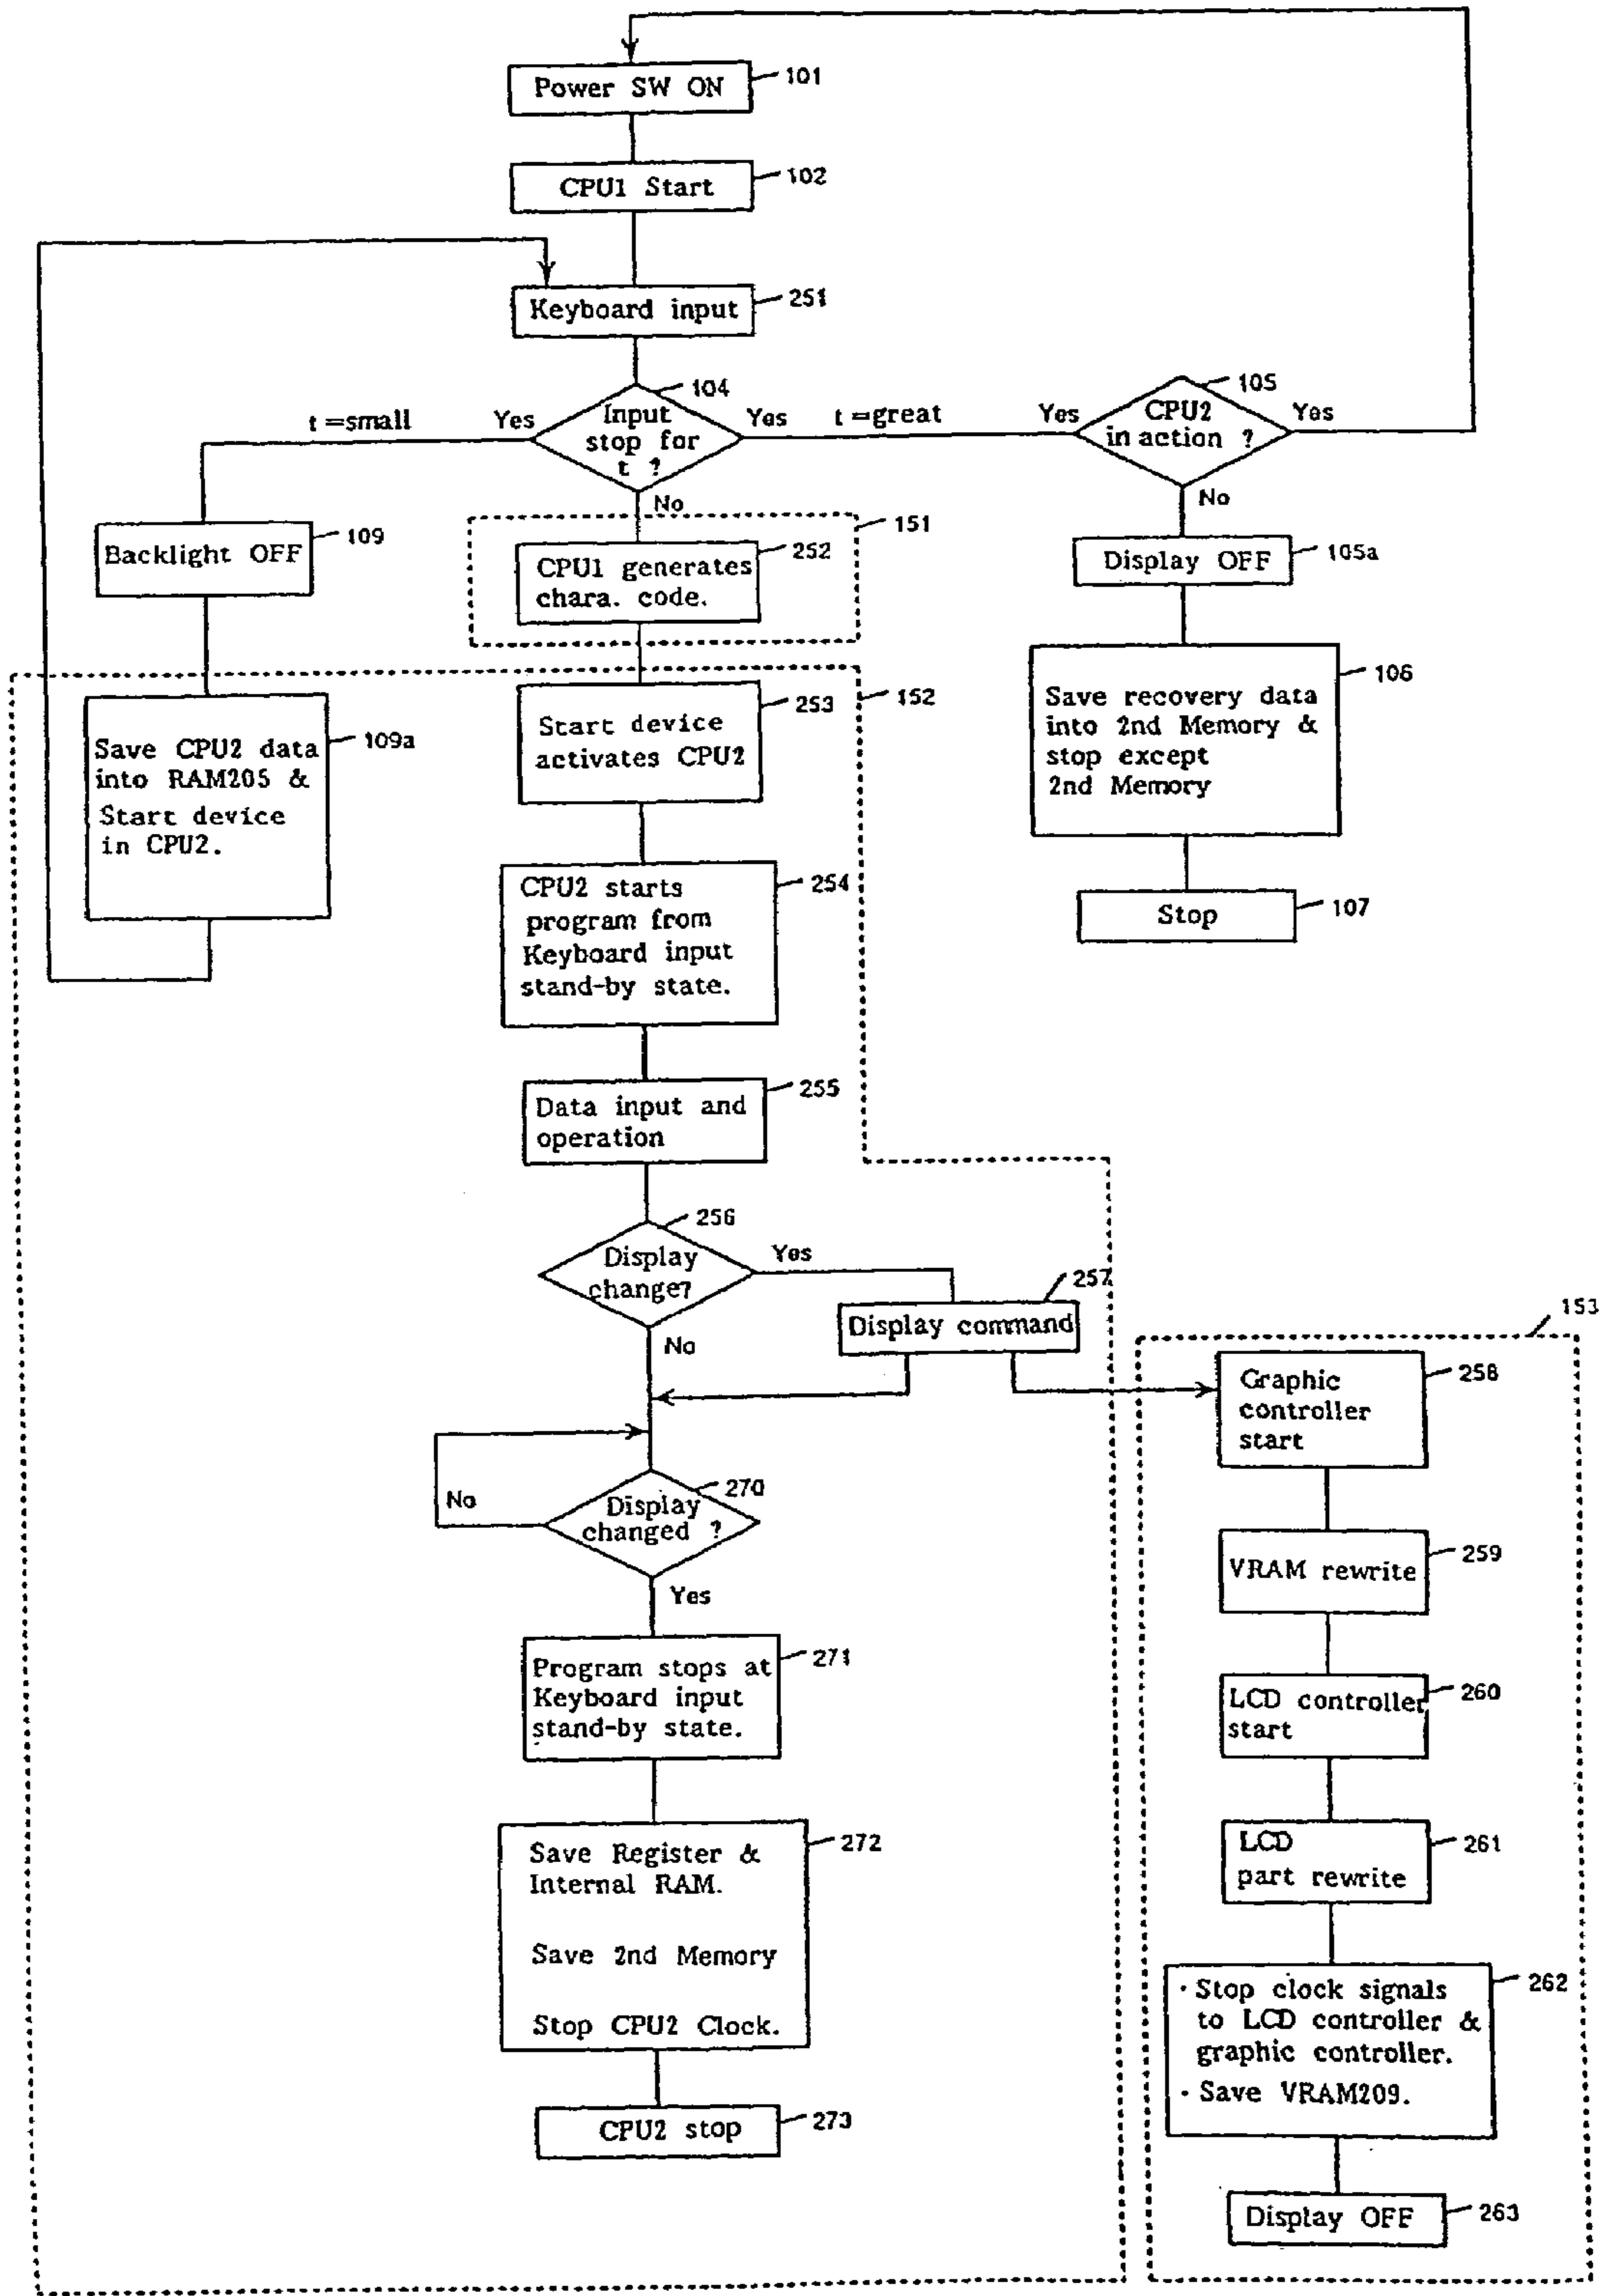 Power SW ON
101
CPU1 Start
102
Keyboard input
251
104
Input
stop for
t ?
t =small
Yes
Yes
t =great
Yes
105
CPU2
in action ?
Yes
No
No
151
Backlight OFF
109
252
CPU1 generates
chara. code.
Display OFF
105a
152
Save CPU2 data
into RAM205 &
Start device
in CPU2.
109a
Start device
activates CPU2
253
Save recovery data
into 2nd Memory &
stop except
2nd Memory
106
CPU2 starts
program from
Keyboard input
stand-by state.
254
Stop
107
Data input and
operation
255
256
Display
change?
Yes
257
Display command
No
153
Graphic
controller
start
258
No
270
Display
changed ?
Yes
VRAM rewrite
259
Program stops at
Keyboard input
stand-by state.
271
LCD controller
start
260
LCD
part rewrite
261
Save Register &
Internal RAM.
Save 2nd Memory
Stop CPU2 Clock.
272
· Stop clock signals
to LCD controller &
graphic controller.
· Save VRAM209.
262
CPU2 stop
273
Display OFF
263